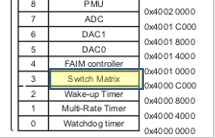 8 PMU
0x4002 0000
7 ADC
0x4001 C000
6 DAC1
0x4001 8000
5 DAC0
0x4001 4000
4 FAIM controller
0x4001 0000
3 Switch Matrix
0x4000 C000
2 Wake-up Timer
0x4000 8000
1 Multi-Rate Timer
0x4000 4000
0 Watchdog timer
0x4000 0000